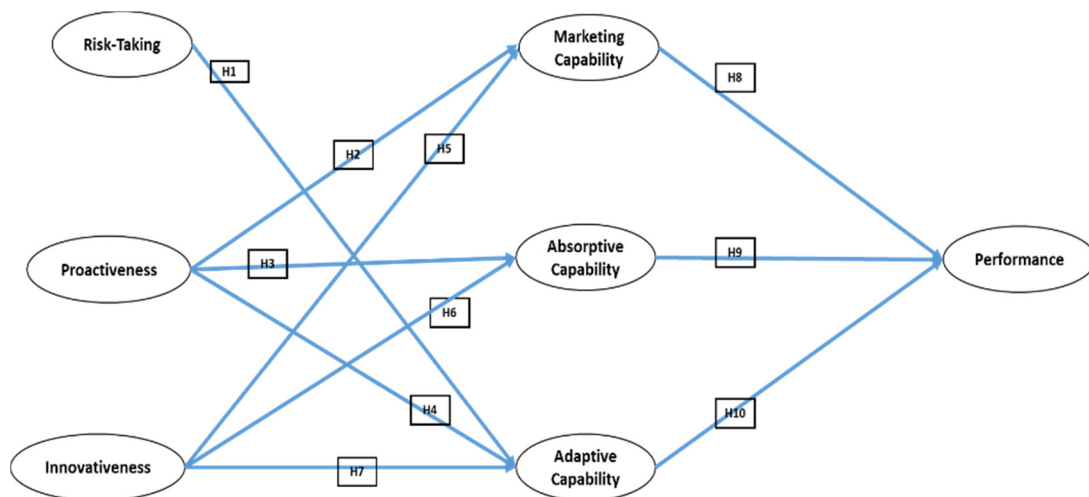 Risk-Taking
Marketing
Capability
H1
H8
H2
H5
Proactiveness
H3
Absorptive
Capability
H9
Performance
H6
H4
H10
Innovativeness
H7
Adaptive
Capability